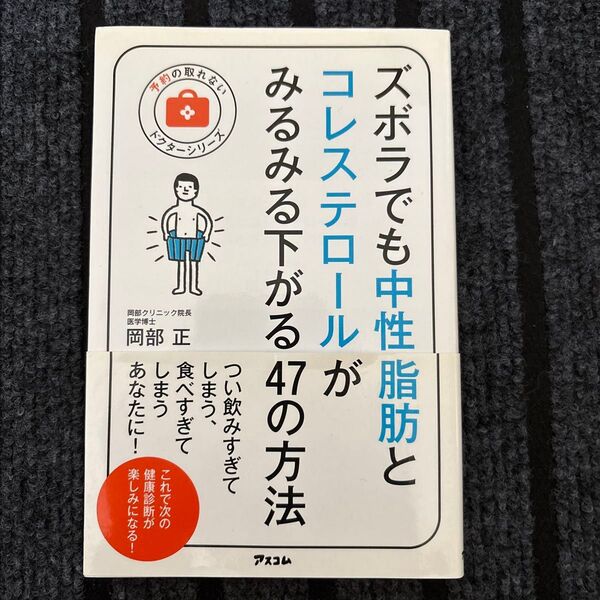 ズボラでも中性脂肪と
コレステロールが
みるみる下がる47の方法
予約の取れない
ドクターシリーズ
岡部クリニック院長
医学博士
岡部 正
つい飲みすぎて
しまう、
食べすぎて
しまう
あなたに!
これで次の
健康診断が
楽しみになる!
アスコム